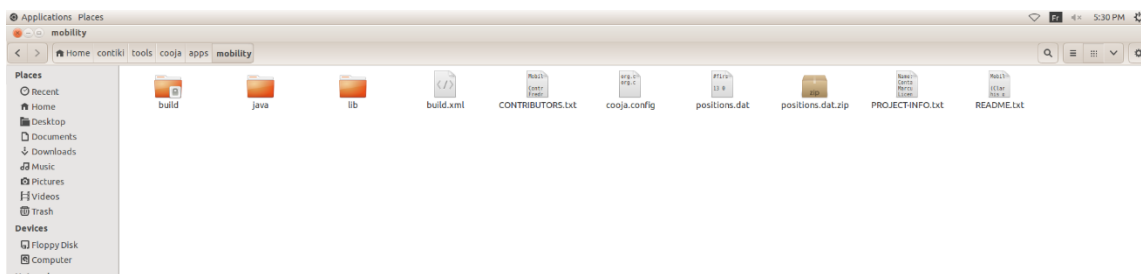 Applications Places
Fr 5:30 PM
mobility
Home contiki tools cooja apps mobility
Places
Recent
Home
Desktop
Documents
Downloads
Music
Pictures
Videos
Trash
Devices
Floppy Disk
Computer
build java lib build.xml CONTRIBUTORS.txt cooja.config positions.dat positions.dat.zip PROJECT-INFO.txt README.txt
zip